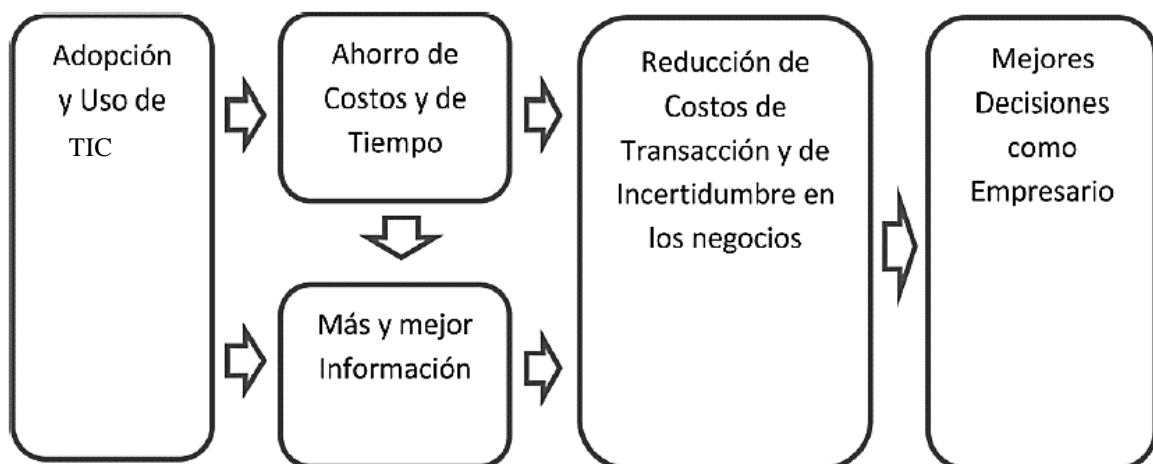 Adopción
y Uso de
TIC
Ahorro de
Costos y de
Tiempo
Más y mejor
Información
Reducción de
Costos de
Transacción y de
Incertidumbre en
los negocios
Mejores
Decisiones
como
Empresario